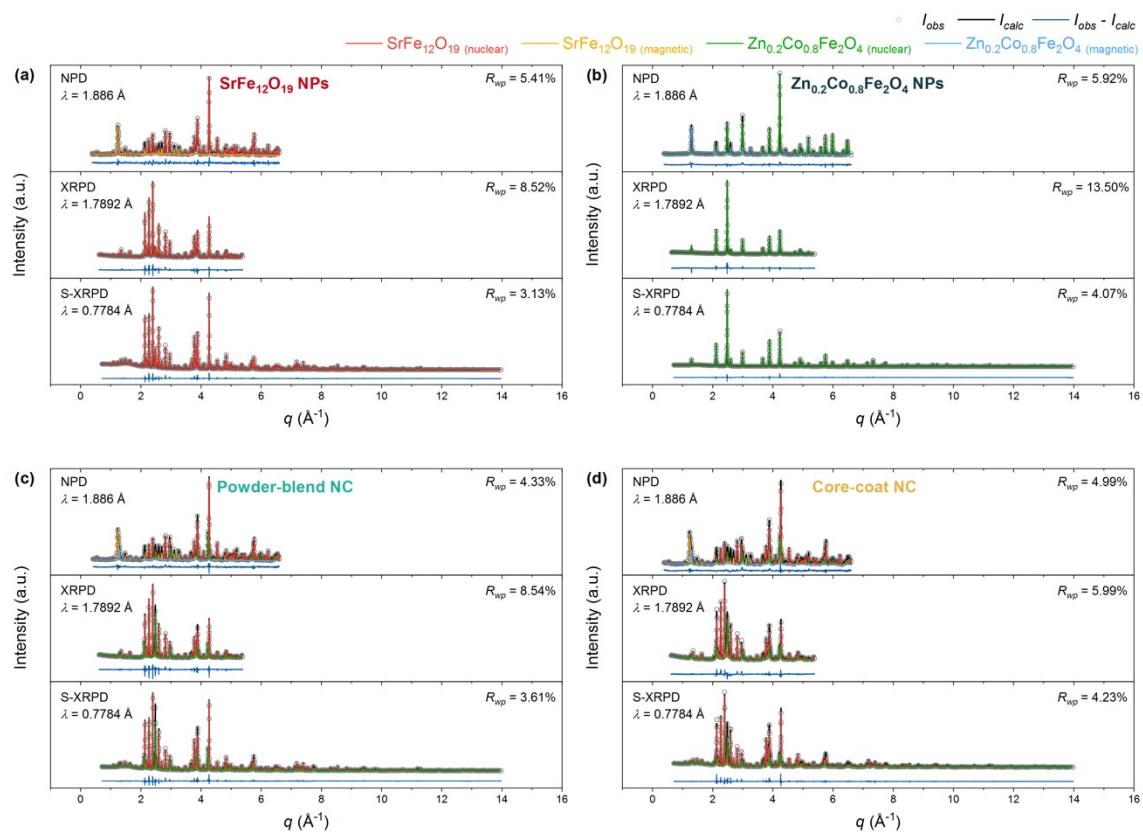 I_obs I_calc I_obs - I_calc
SrFe₁₂O₁₉ (nuclear) SrFe₁₂O₁₉ (magnetic) Zn₀.₂Co₀.₈Fe₂O₄ (nuclear) Zn₀.₂Co₀.₈Fe₂O₄ (magnetic)
(a)
NPD
λ = 1.886 Å
SrFe₁₂O₁₉ NPs
R_wp = 5.41%
XRPD
λ = 1.7892 Å
R_wp = 8.52%
S-XRPD
λ = 0.7784 Å
R_wp = 3.13%
Intensity (a.u.)
0 2 4 6 8 10 12 14 16
q (Å⁻¹)
(b)
NPD
λ = 1.886 Å
Zn₀.₂Co₀.₈Fe₂O₄ NPs
R_wp = 5.92%
XRPD
λ = 1.7892 Å
R_wp = 13.50%
S-XRPD
λ = 0.7784 Å
R_wp = 4.07%
Intensity (a.u.)
0 2 4 6 8 10 12 14 16
q (Å⁻¹)
(c)
NPD
λ = 1.886 Å
Powder-blend NC
R_wp = 4.33%
XRPD
λ = 1.7892 Å
R_wp = 8.54%
S-XRPD
λ = 0.7784 Å
R_wp = 3.61%
Intensity (a.u.)
0 2 4 6 8 10 12 14 16
q (Å⁻¹)
(d)
NPD
λ = 1.886 Å
Core-coat NC
R_wp = 4.99%
XRPD
λ = 1.7892 Å
R_wp = 5.99%
S-XRPD
λ = 0.7784 Å
R_wp = 4.23%
Intensity (a.u.)
0 2 4 6 8 10 12 14 16
q (Å⁻¹)